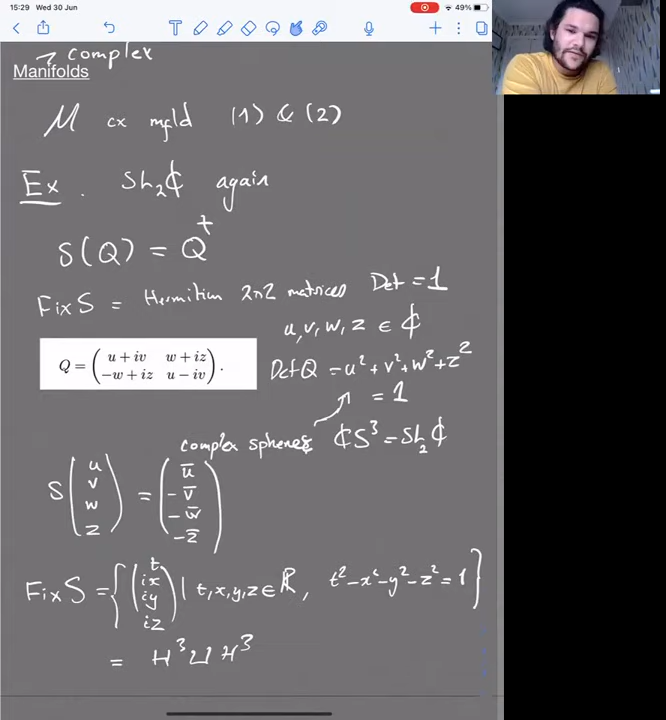 15:29 Wed 30 Jun
49%
→ complex
Manifolds
M cx mfld (1) & (2)
Ex. SL₂ℂ again
S(Q) = Q^†
Fix S = Hermitian 2×2 matrices Det = 1
u,v,w,z ∈ ℂ
Q = ( u + iv w + iz
-w + iz u − iv ).
Det Q = u² + v² + w² + z²
= 1
complex spheres ℂS³ = SL₂ℂ
S ( u v w z ) = ( ū -v̄ -w̄ -z̄ )
Fix S = { ( t ix iy iz ) | t,x,y,z ∈ ℝ, t² − x² − y² − z² = 1 }
= H³ ⊔ H³